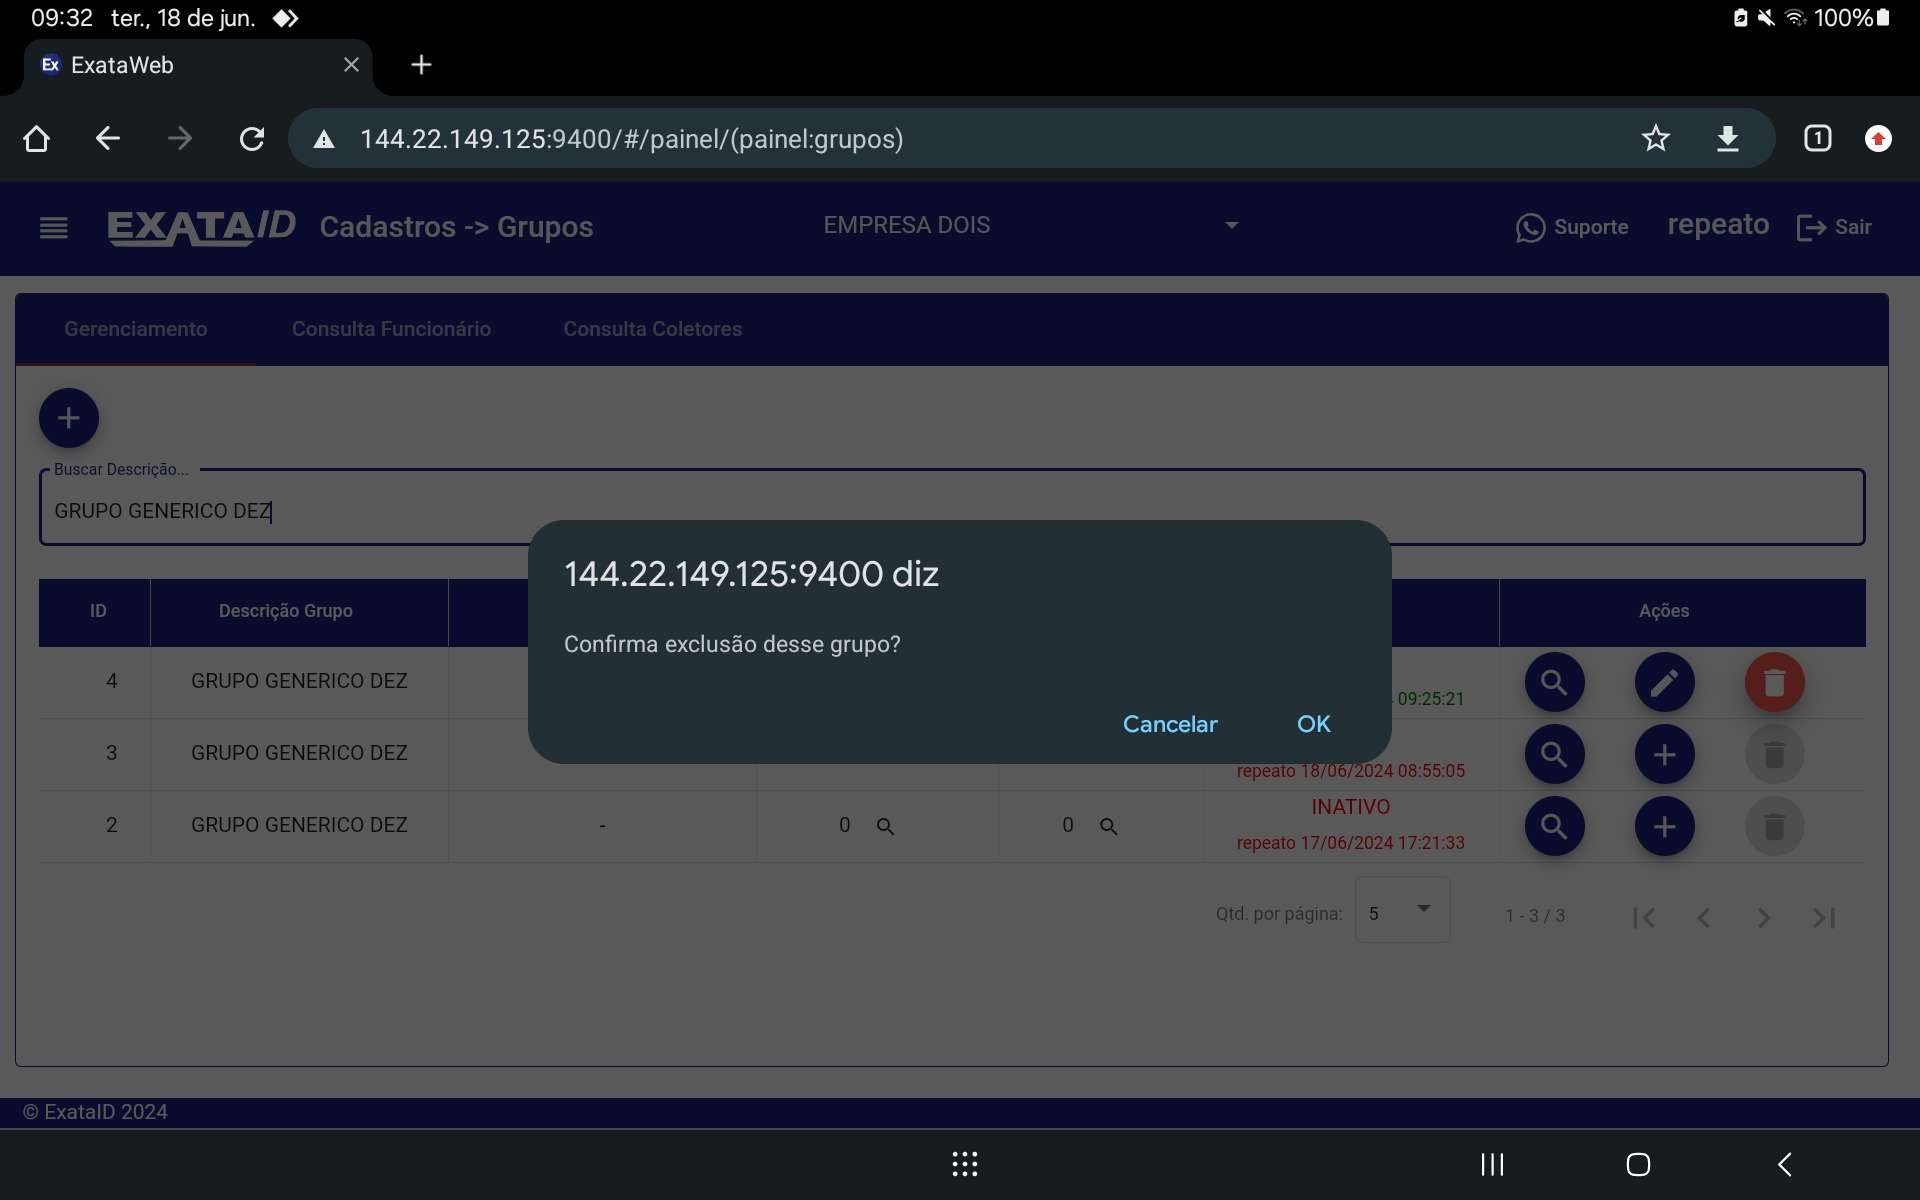 09:32 ter., 18 de jun. 100%
Ex ExataWeb
144.22.149.125:9400/#/painel/(painel:grupos) 1
EXATAID Cadastros -> Grupos EMPRESA DOIS Suporte repeato Sair
Gerenciamento Consulta Funcionário Consulta Coletores
Buscar Descrição...
GRUPO GENERICO DEZ
144.22.149.125:9400 diz
Confirma exclusão desse grupo?
Cancelar OK
ID Descrição Grupo Ações
4 GRUPO GENERICO DEZ 09:25:21
3 GRUPO GENERICO DEZ
repeato 18/06/2024 08:55:05
INATIVO
2 GRUPO GENERICO DEZ - 0 0
repeato 17/06/2024 17:21:33
Qtd. por página: 5 1 - 3 / 3
© ExataID 2024